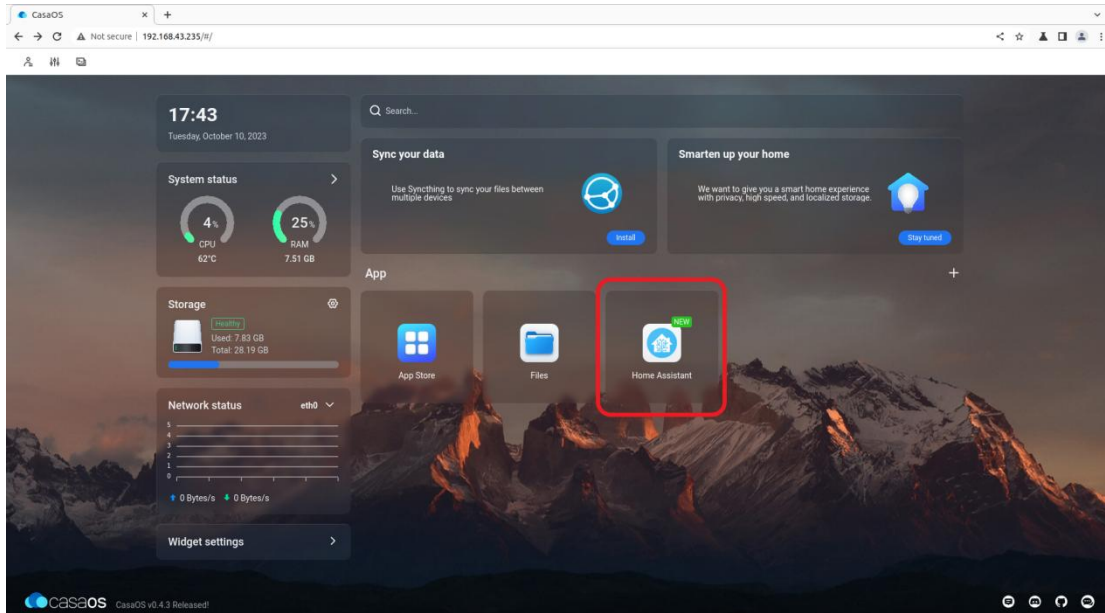 CasaOS
Not secure
192.168.43.235/#/
17:43
Tuesday, October 10, 2023
Search...
System status
4%
CPU
62°C
25%
RAM
7.51 GB
Storage
Healthy
Used: 7.83 GB
Total: 28.19 GB
Network status
eth0
5
4
3
2
1
0
0 Bytes/s
0 Bytes/s
Widget settings
Sync your data
Use Syncthing to sync your files between
multiple devices
Install
Smarten up your home
We want to give you a smart home experience
with privacy, high speed, and localized storage.
Stay tuned
App
App Store
Files
NEW
Home Assistant
CasaOS
CasaOS v0.4.3 Released!